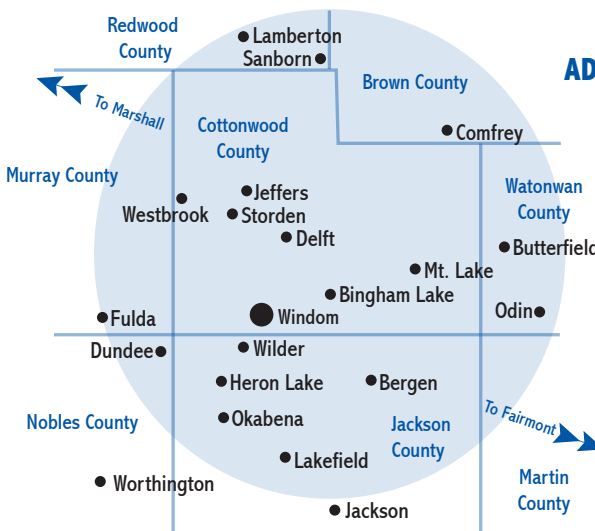 Redwood
County
Lamberton
Sanborn
AD
Brown County
To Marshall
Cottonwood
County
Comfrey
Murray County
Jeffers
Watonwan
County
Westbrook
Storden
Delft
Butterfield
Mt. Lake
Bingham Lake
Fulda
Windom
Odin
Dundee
Wilder
Heron Lake
Bergen
Nobles County
Okabena
Jackson
County
To Fairmont
Lakefield
Worthington
Martin
County
Jackson